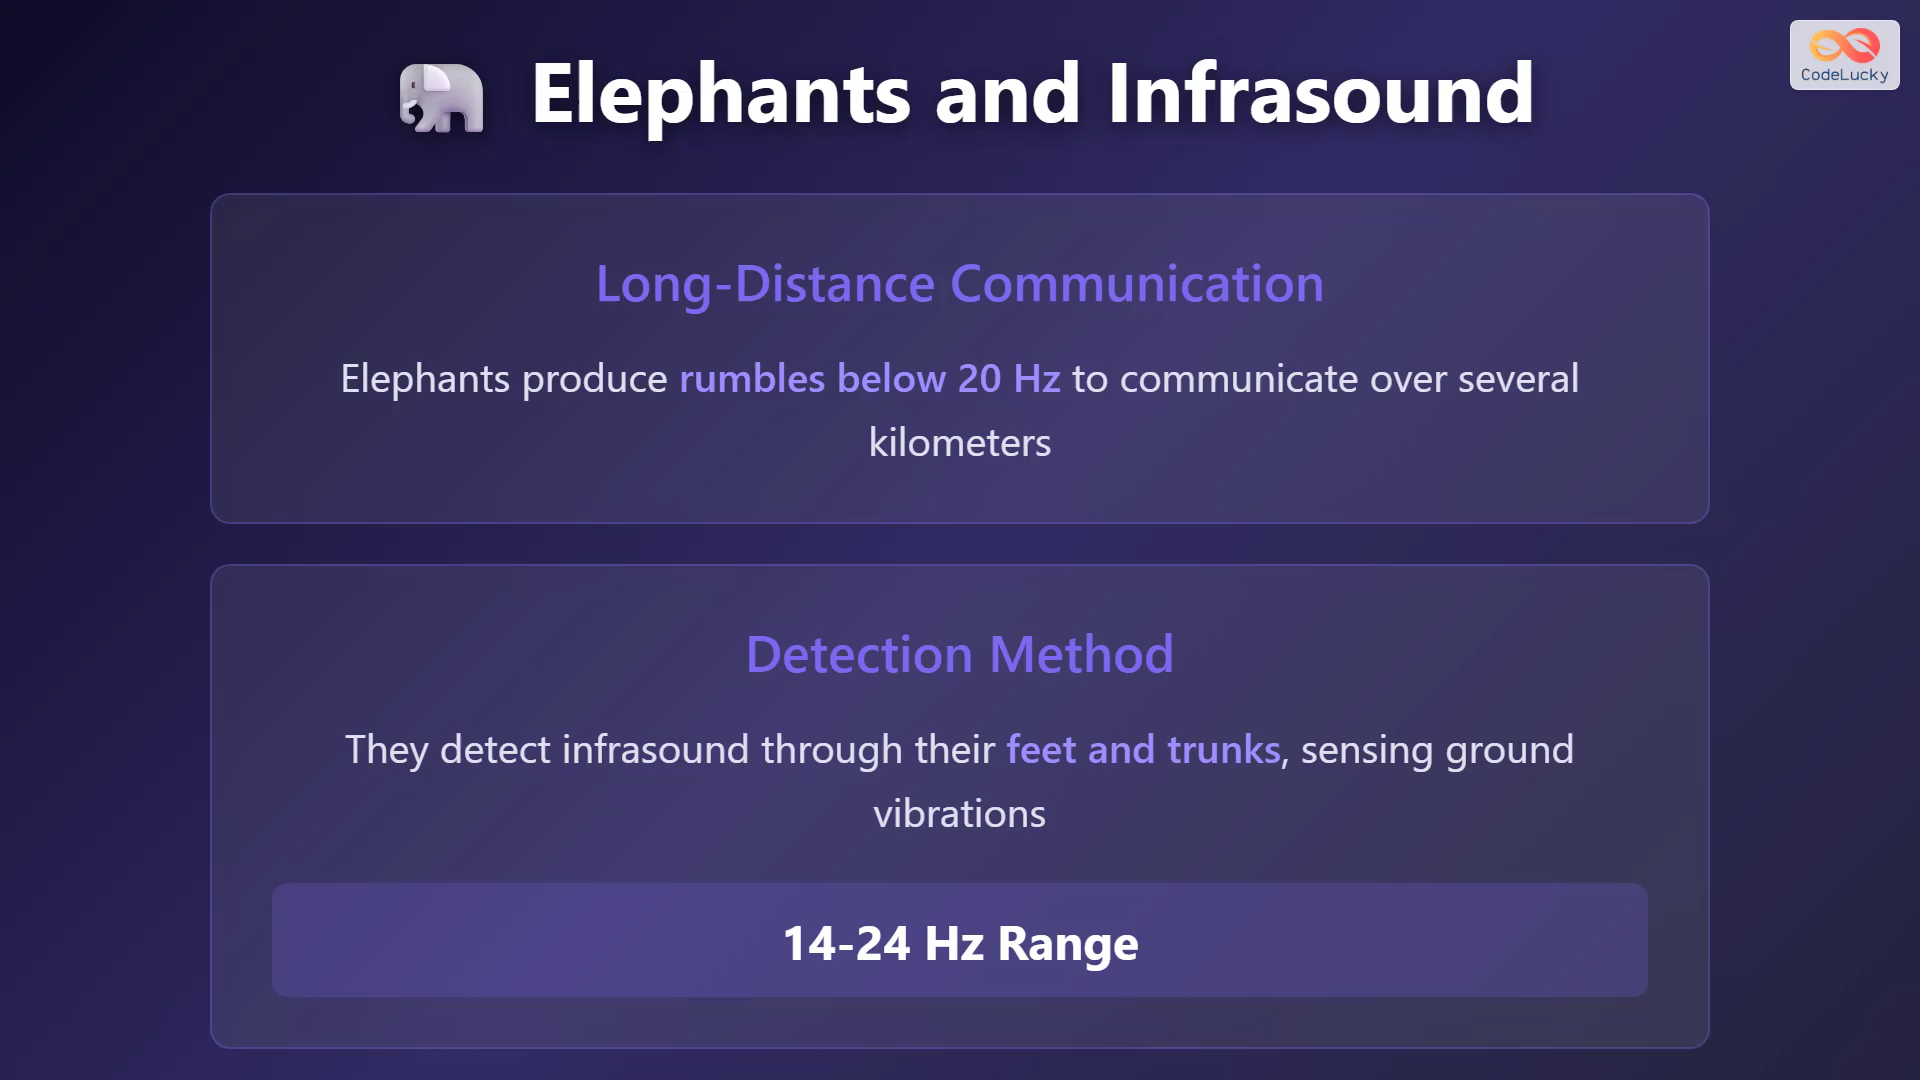 CodeLucky
Elephants and Infrasound
Long-Distance Communication
Elephants produce rumbles below 20 Hz to communicate over several
kilometers
Detection Method
They detect infrasound through their feet and trunks, sensing ground
vibrations
14-24 Hz Range